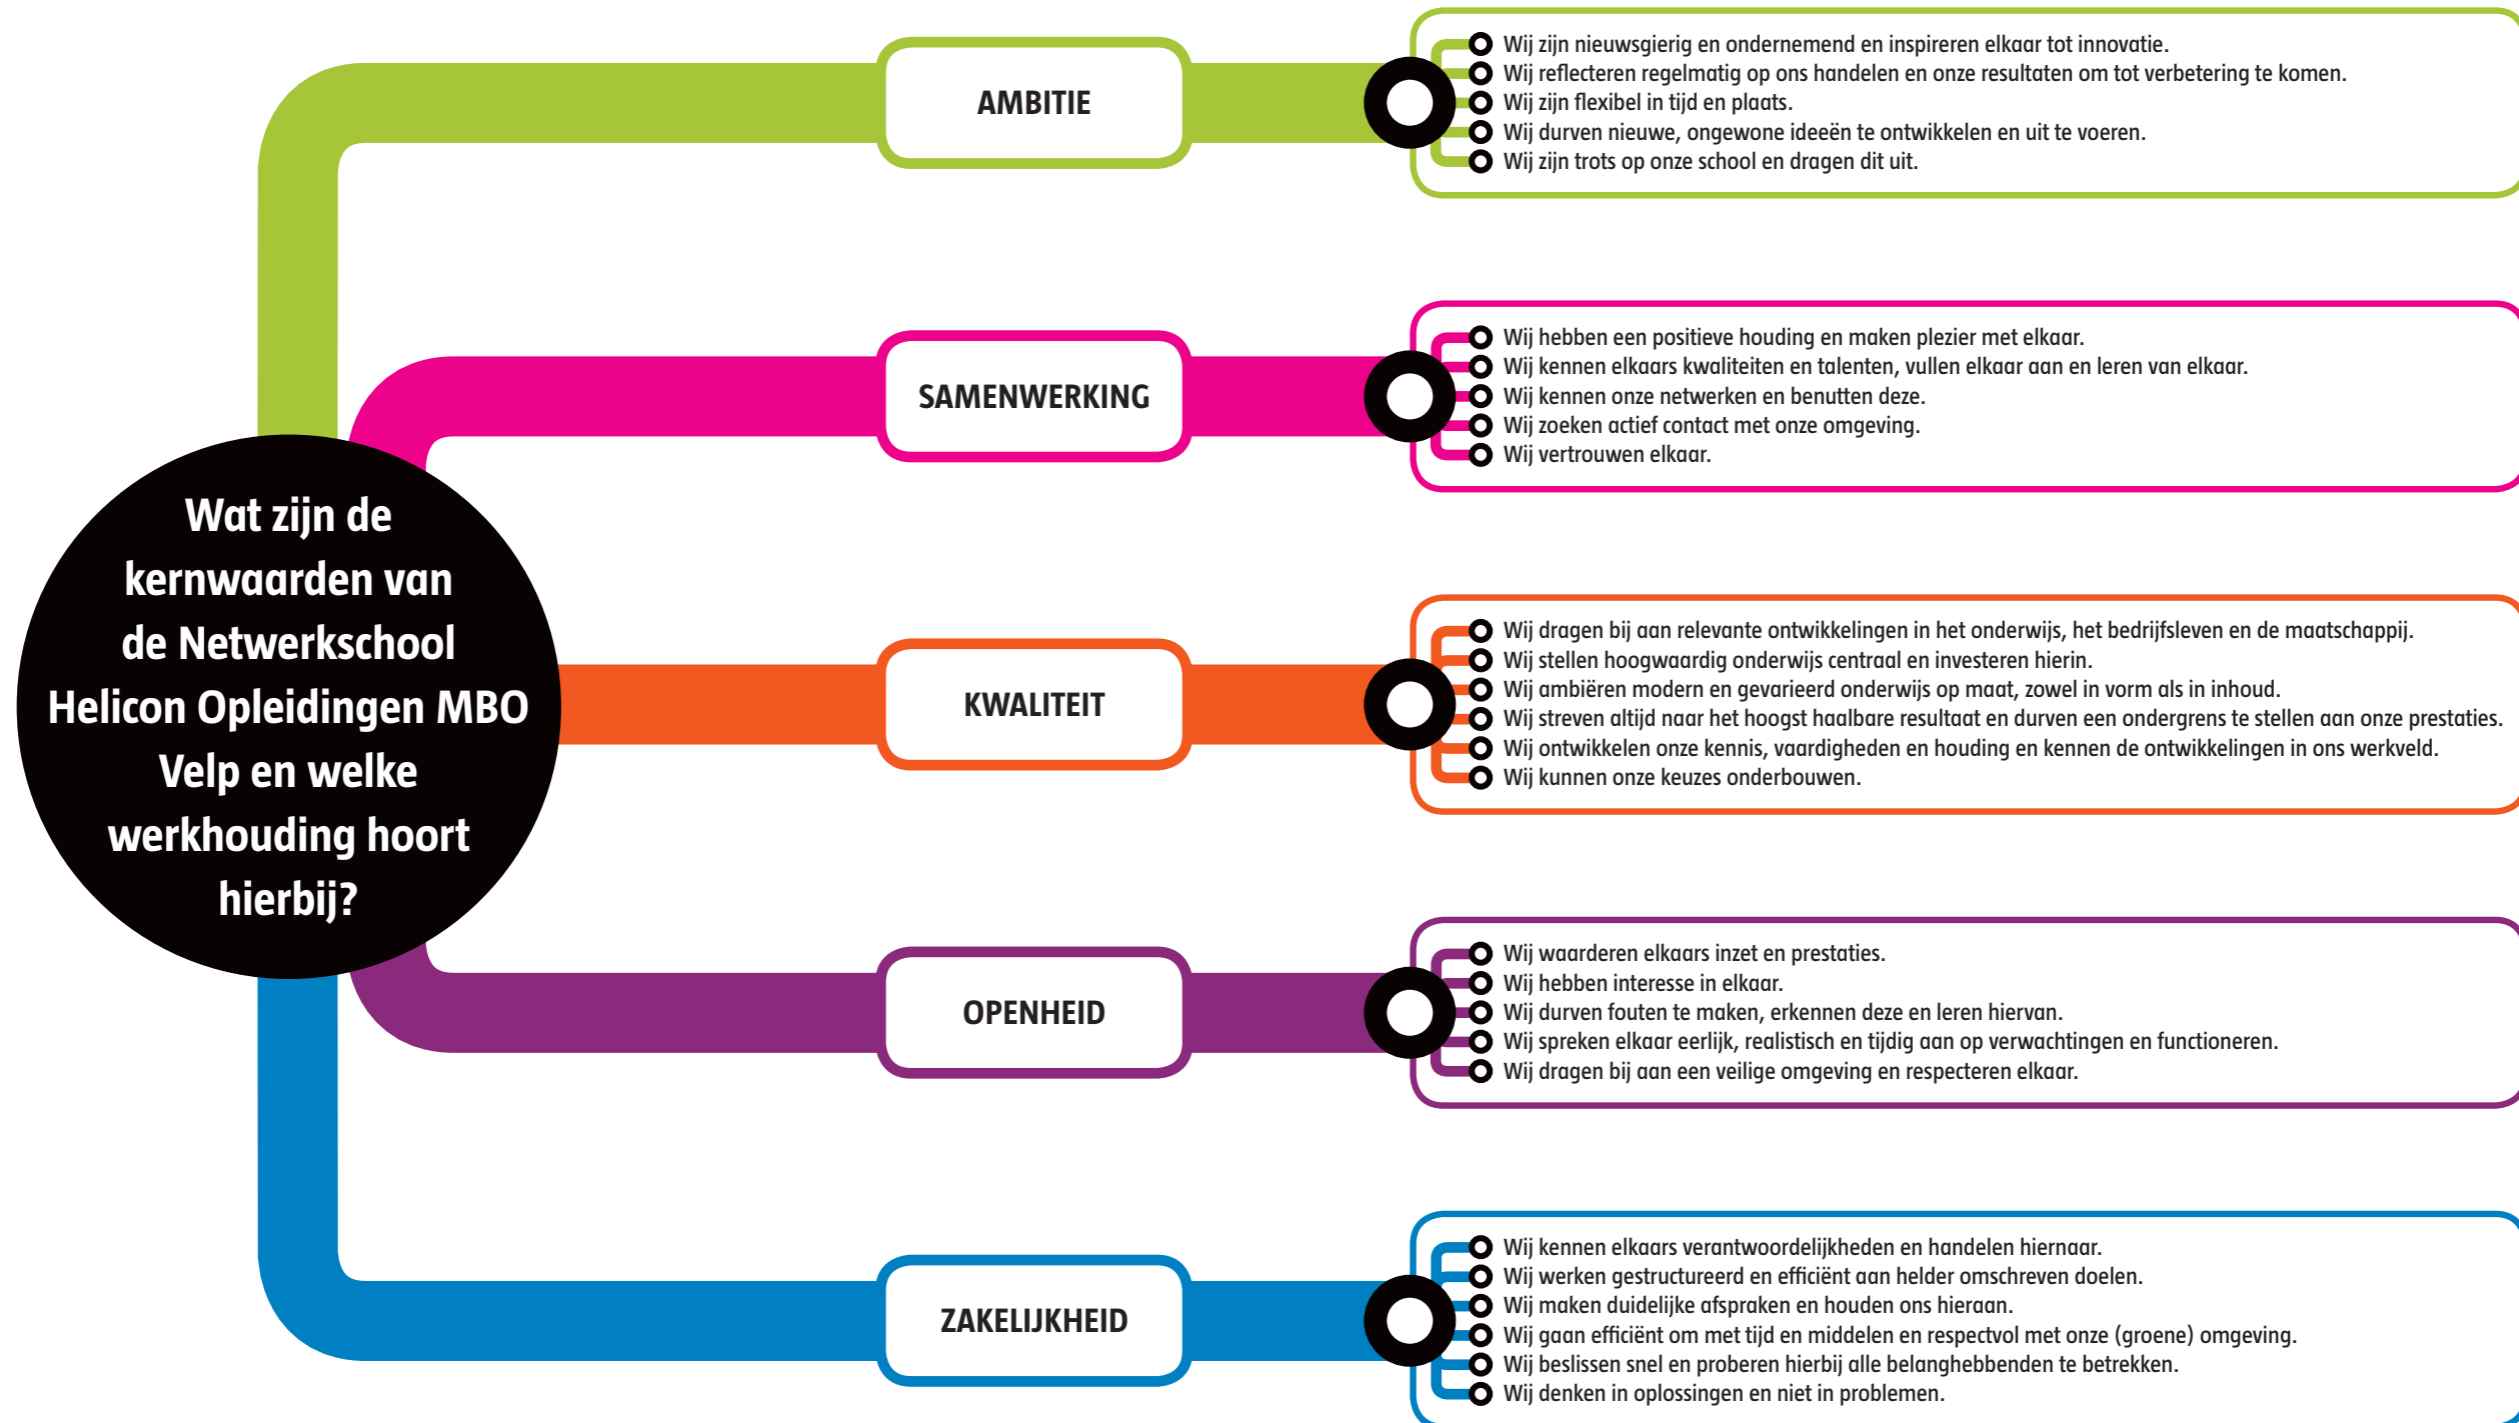 Wat zijn de
kernwaarden van
de Netwerkschool
Helicon Opleidingen MBO
Velp en welke
werkhouding hoort
hierbij?
AMBITIE
Wij zijn nieuwsgierig en ondernemend en inspireren elkaar tot innovatie.
Wij reflecteren regelmatig op ons handelen en onze resultaten om tot verbetering te komen.
Wij zijn flexibel in tijd en plaats.
Wij durven nieuwe, ongewone ideeën te ontwikkelen en uit te voeren.
Wij zijn trots op onze school en dragen dit uit.
SAMENWERKING
Wij hebben een positieve houding en maken plezier met elkaar.
Wij kennen elkaars kwaliteiten en talenten, vullen elkaar aan en leren van elkaar.
Wij kennen onze netwerken en benutten deze.
Wij zoeken actief contact met onze omgeving.
Wij vertrouwen elkaar.
KWALITEIT
Wij dragen bij aan relevante ontwikkelingen in het onderwijs, het bedrijfsleven en de maatschappij.
Wij stellen hoogwaardig onderwijs centraal en investeren hierin.
Wij ambiëren modern en gevarieerd onderwijs op maat, zowel in vorm als in inhoud.
Wij streven altijd naar het hoogst haalbare resultaat en durven een ondergrens te stellen aan onze prestaties.
Wij ontwikkelen onze kennis, vaardigheden en houding en kennen de ontwikkelingen in ons werkveld.
Wij kunnen onze keuzes onderbouwen.
OPENHEID
Wij waarderen elkaars inzet en prestaties.
Wij hebben interesse in elkaar.
Wij durven fouten te maken, erkennen deze en leren hiervan.
Wij spreken elkaar eerlijk, realistisch en tijdig aan op verwachtingen en functioneren.
Wij dragen bij aan een veilige omgeving en respecteren elkaar.
ZAKELIJKHEID
Wij kennen elkaars verantwoordelijkheden en handelen hiernaar.
Wij werken gestructureerd en efficiënt aan helder omschreven doelen.
Wij maken duidelijke afspraken en houden ons hieraan.
Wij gaan efficiënt om met tijd en middelen en respectvol met onze (groene) omgeving.
Wij beslissen snel en proberen hierbij alle belanghebbenden te betrekken.
Wij denken in oplossingen en niet in problemen.